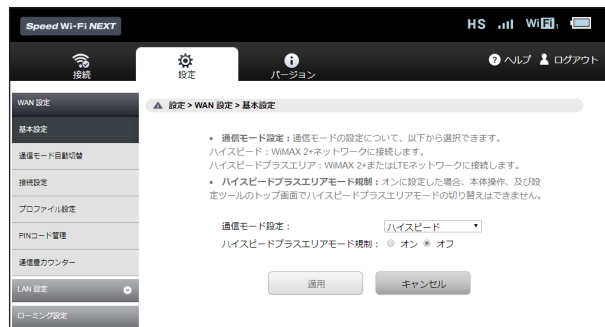 Speed Wi-Fi NEXT
HS WiFi 1
接続
設定
バージョン
ヘルプ ログアウト
WAN 設定
基本設定
通信モード自動切替
接続設定
プロファイル設定
PINコード管理
通信量カウンター
LAN 設定
ローミング設定
設定 > WAN 設定 > 基本設定
• 通信モード設定：通信モードの設定について、以下から選択できます。
ハイスピード：WiMAX 2+ネットワークに接続します。
ハイスピードプラスエリア：WiMAX 2+またはLTEネットワークに接続します。
• ハイスピードプラスエリアモード規制：オンに設定した場合、本体操作、及び設
定ツールのトップ画面でハイスピードプラスエリアモードの切り替えはできません。
通信モード設定： ハイスピード
ハイスピードプラスエリアモード規制： オン オフ
適用 キャンセル